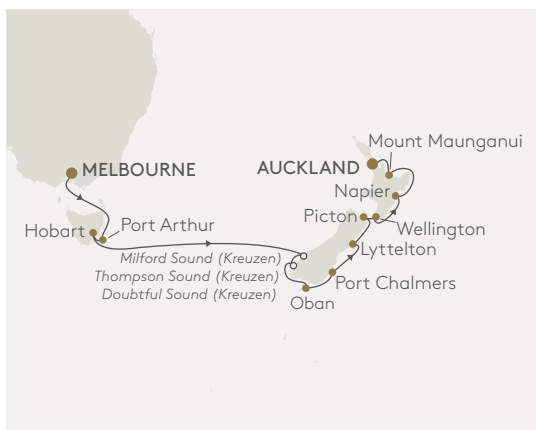 Mount Maunganui
MELBOURNE
AUCKLAND
Napier
Picton
Hobart
Port Arthur
Wellington
Lyttelton
Milford Sound (Kreuzen)
Thompson Sound (Kreuzen)
Doubtful Sound (Kreuzen)
Port Chalmers
Oban